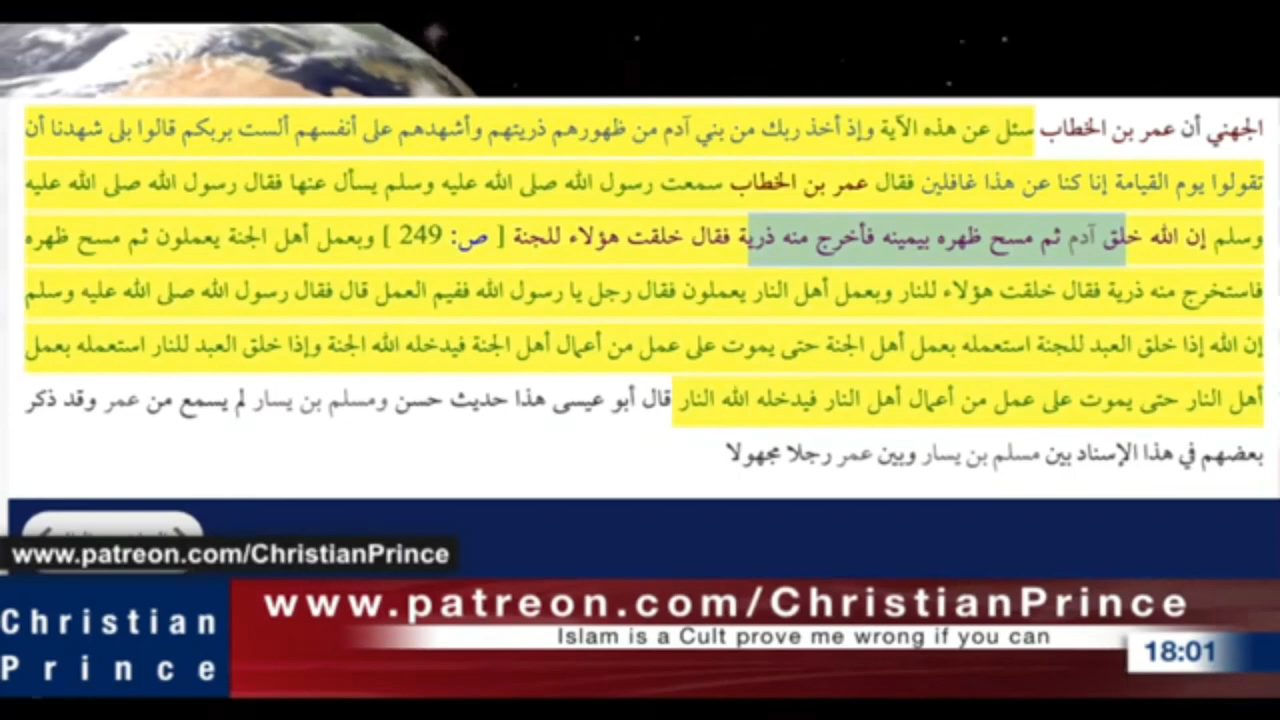 الجهني أن عمر بن الخطاب سئل عن هذه الآية وإذ أخذ ربك من بني آدم من ظهورهم ذريتهم وأشهدهم على أنفسهم ألست بربكم قالوا بلى شهدنا أن
تقولوا يوم القيامة إنا كنا عن هذا غافلين فقال عمر بن الخطاب سمعت رسول الله صلى الله عليه وسلم يسأل عنها فقال رسول الله صلى الله عليه
وسلم إن الله خلق آدم ثم مسح ظهره بيمينه فأخرج منه ذرية فقال خلقت هؤلاء للجنة [ ص: 249 ] وبعمل أهل الجنة يعملون ثم مسح ظهره
فاستخرج منه ذرية فقال خلقت هؤلاء للنار وبعمل أهل النار يعملون فقال رجل يا رسول الله ففيم العمل قال فقال رسول الله صلى الله عليه وسلم
إن الله إذا خلق العبد للجنة استعمله بعمل أهل الجنة حتى يموت على عمل من أعمال أهل الجنة فيدخله الله الجنة وإذا خلق العبد للنار استعمله بعمل
أهل النار حتى يموت على عمل من أعمال أهل النار فيدخله الله النار قال أبو عيسى هذا حديث حسن ومسلم بن يسار لم يسمع من عمر وقد ذكر
بعضهم في هذا الإسناد بين مسلم بن يسار وبين عمر رجلا مجهولا
www.patreon.com/ChristianPrince
www.patreon.com/ChristianPrince
Christian
Prince
Islam is a Cult prove me wrong if you can
18:01